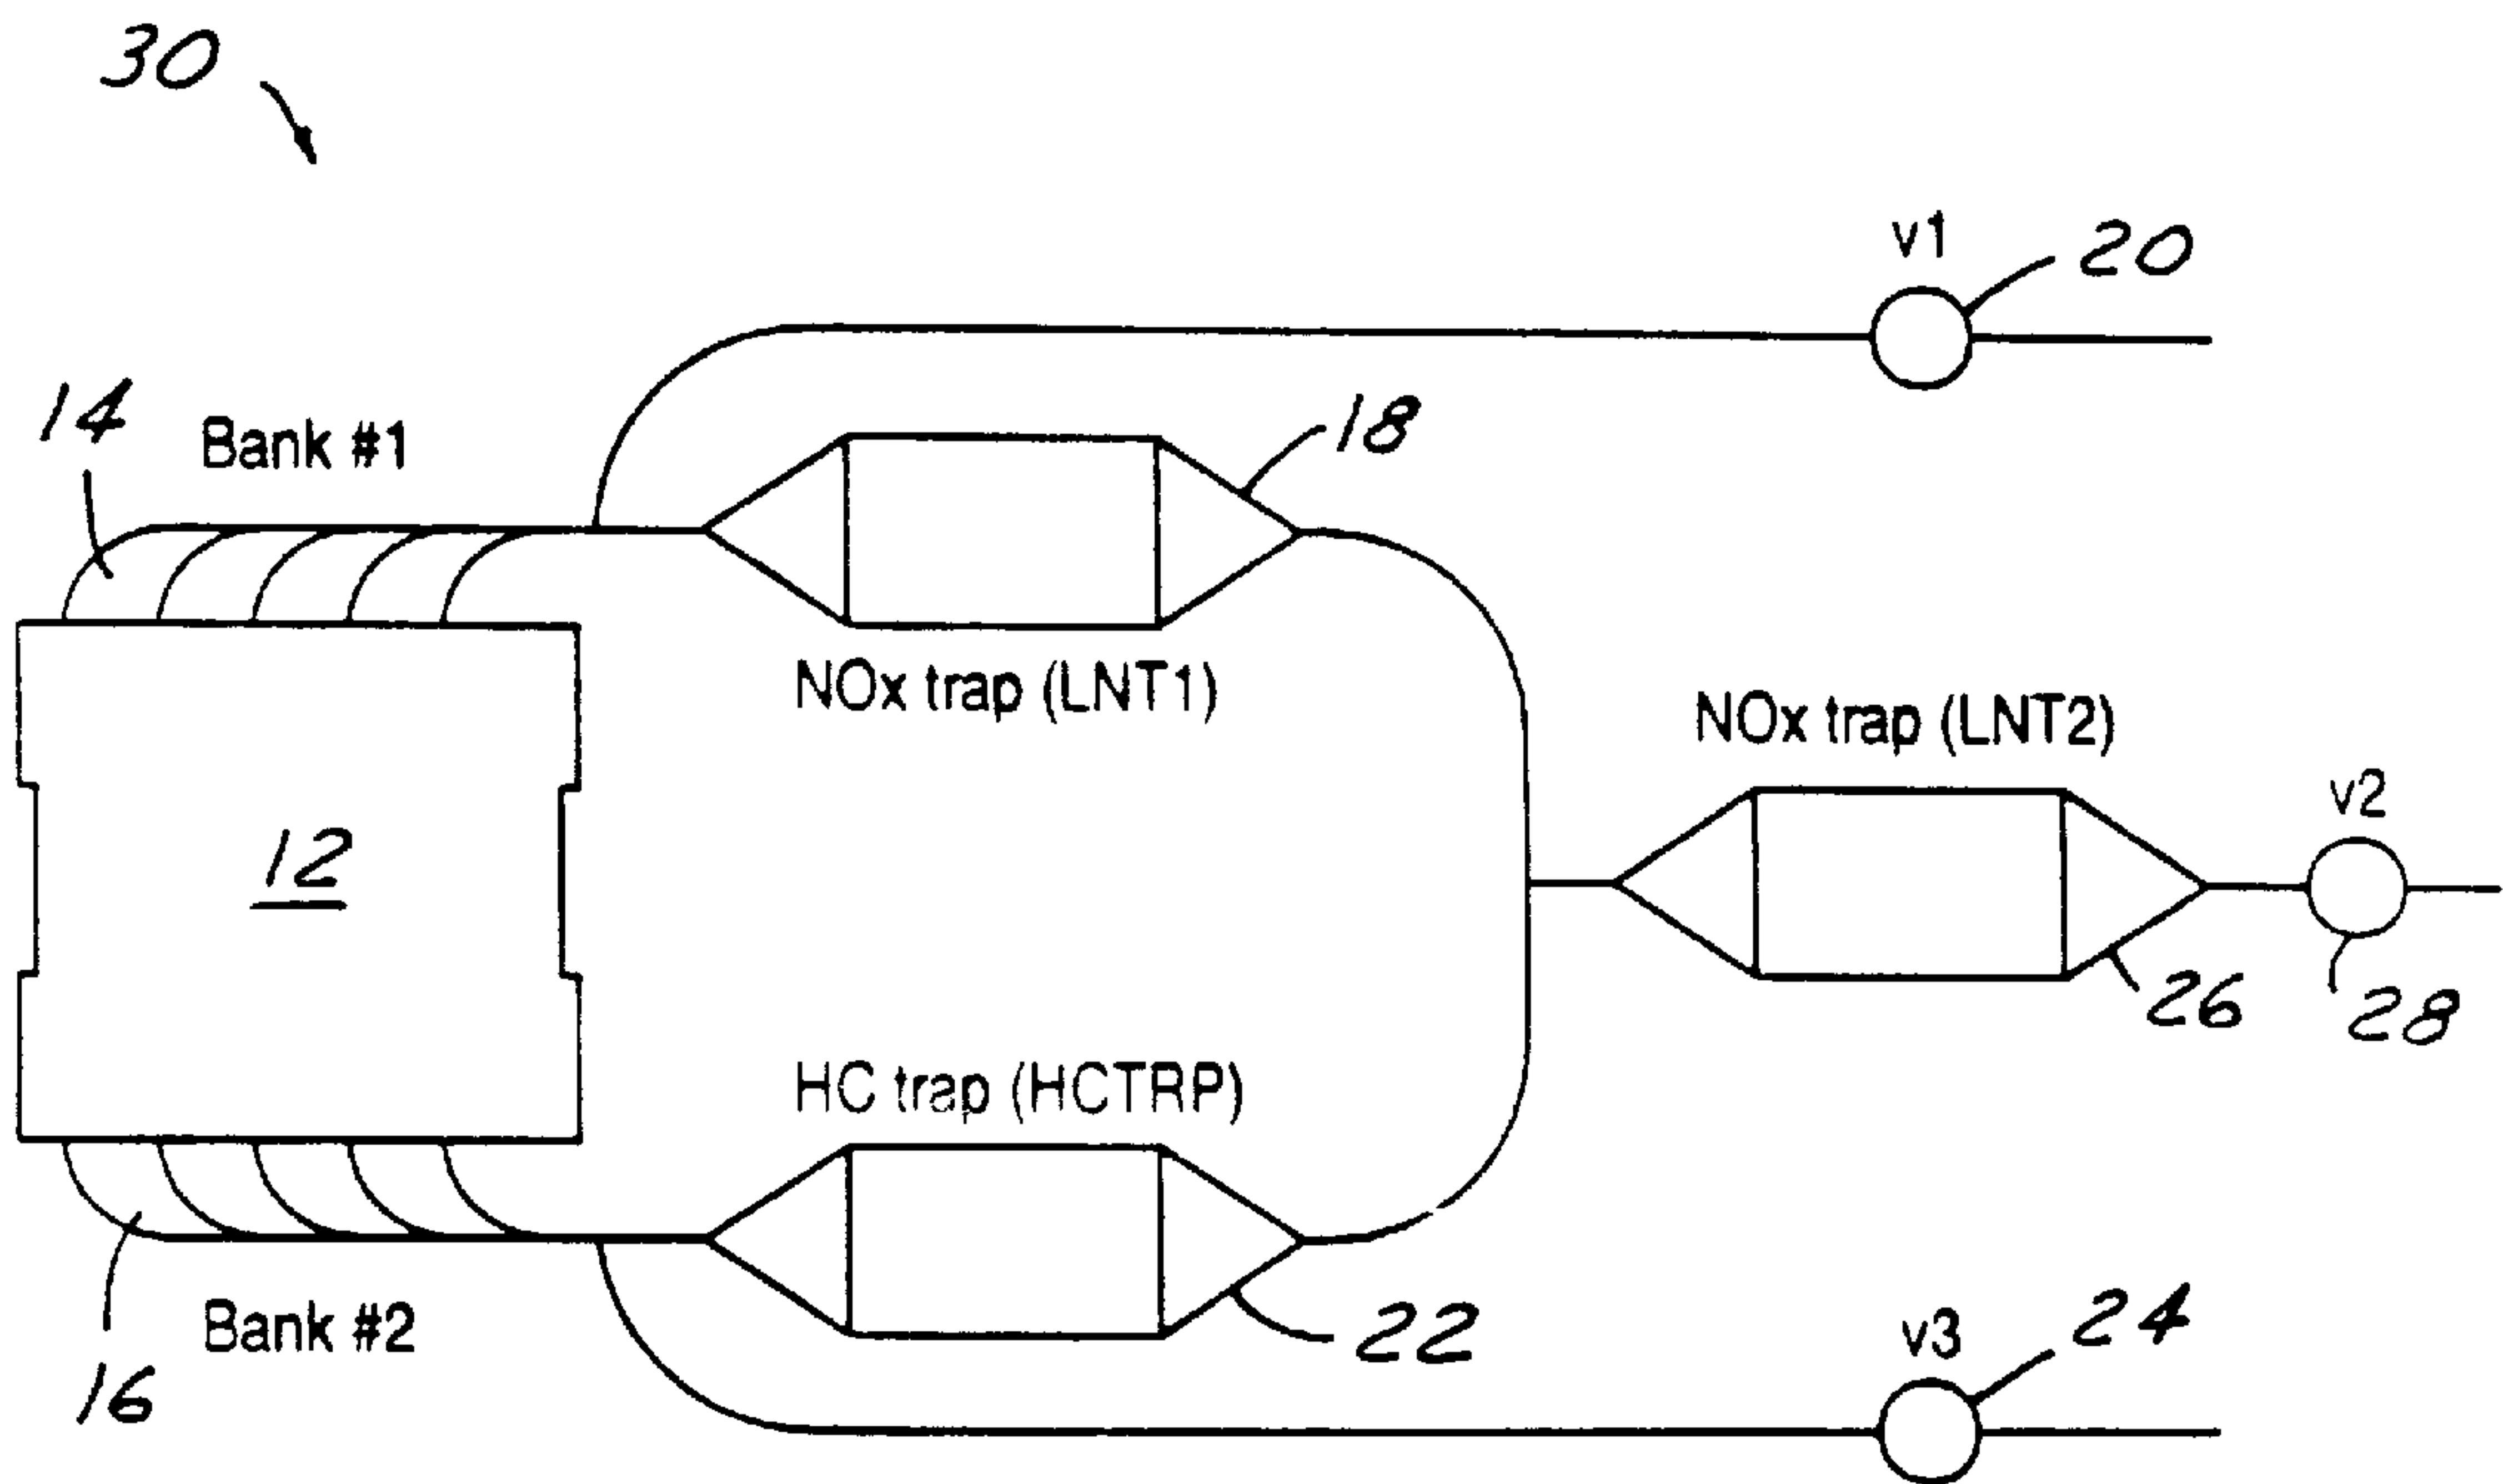 30
v1
20
14
Bank #1
18
NOx trap (LNT1)
NOx trap (LNT2)
v2
12
26
28
HC trap (HCTRP)
22
v3
24
Bank #2
16